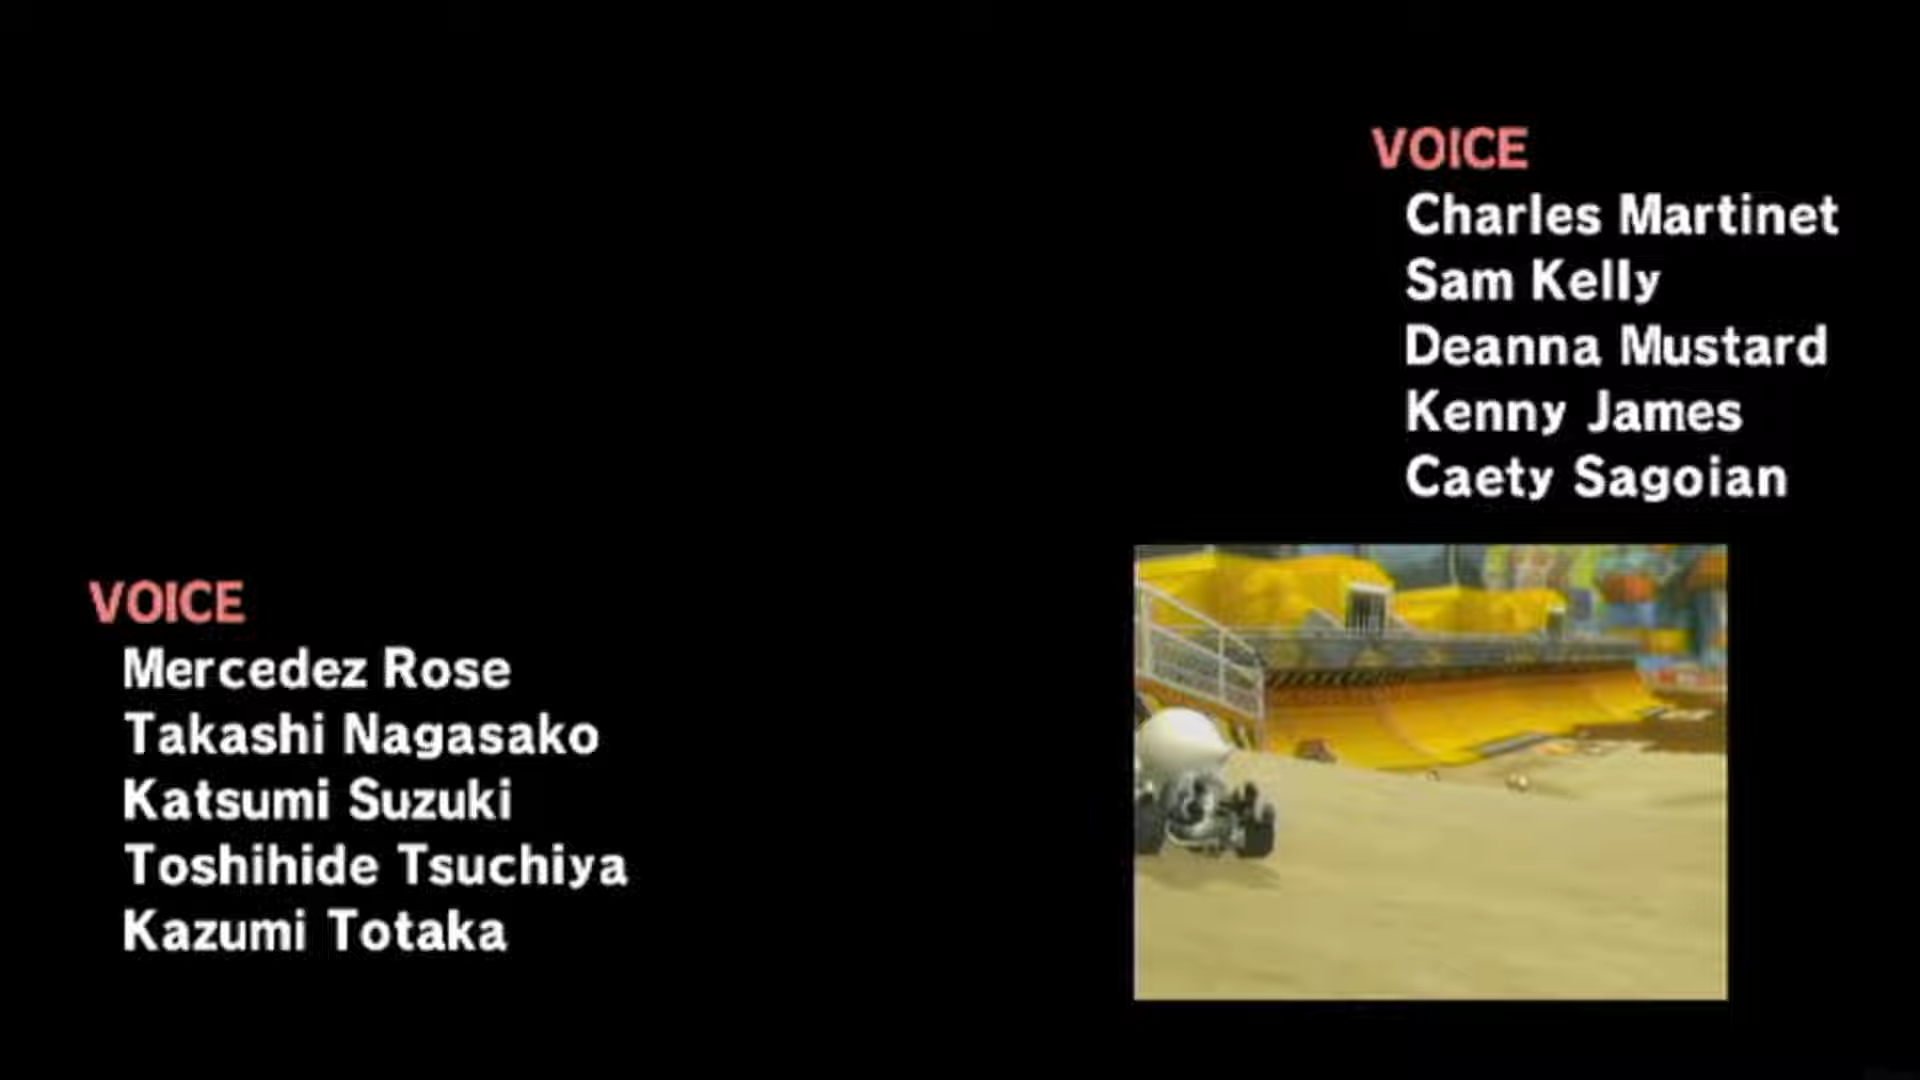 VOICE
Charles Martinet
Sam Kelly
Deanna Mustard
Kenny James
Caety Sagoian
VOICE
Mercedez Rose
Takashi Nagasako
Katsumi Suzuki
Toshihide Tsuchiya
Kazumi Totaka